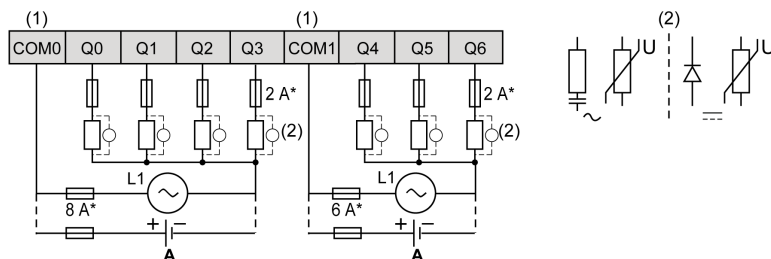 (1) (1) (2)
COM0 Q0 Q1 Q2 Q3 COM1 Q4 Q5 Q6
U U
2 A* 2 A*
(2) (2)
L1 L1
8 A* 6 A*
+ − + −
A A